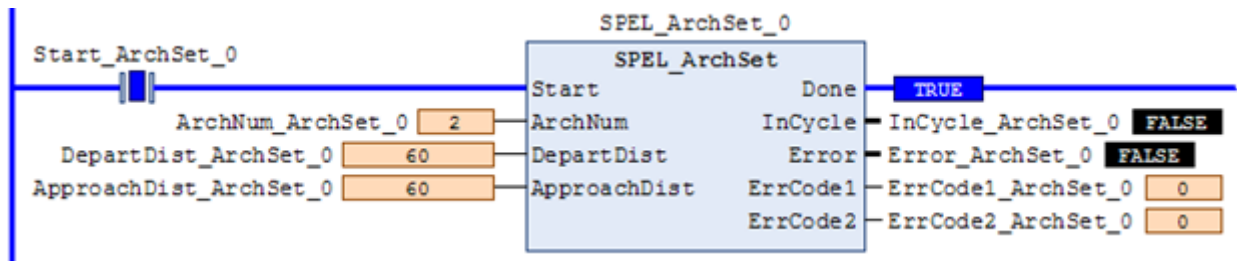 SPEL_ArchSet_0
Start_ArchSet_0
SPEL_ArchSet
Start Done TRUE
ArchNum_ArchSet_0 2 ArchNum InCycle InCycle_ArchSet_0 FALSE
DepartDist_ArchSet_0 60 DepartDist Error Error_ArchSet_0 FALSE
ApproachDist_ArchSet_0 60 ApproachDist ErrCode1 ErrCode1_ArchSet_0 0
ErrCode2 ErrCode2_ArchSet_0 0